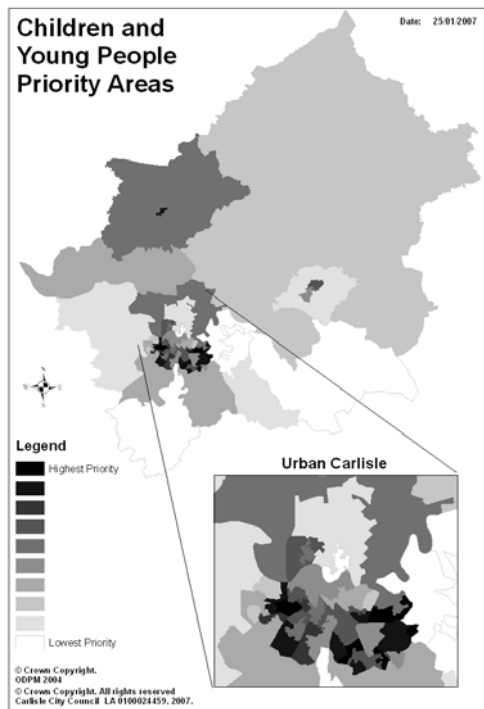 Children and
Young People
Priority Areas
Date: 25/01/2007
N
W E
S
Legend
Highest Priority
Lowest Priority
Urban Carlisle
© Crown Copyright.
ODPM 2004
© Crown Copyright. All rights reserved
Carlisle City Council LA 0100024459. 2007.